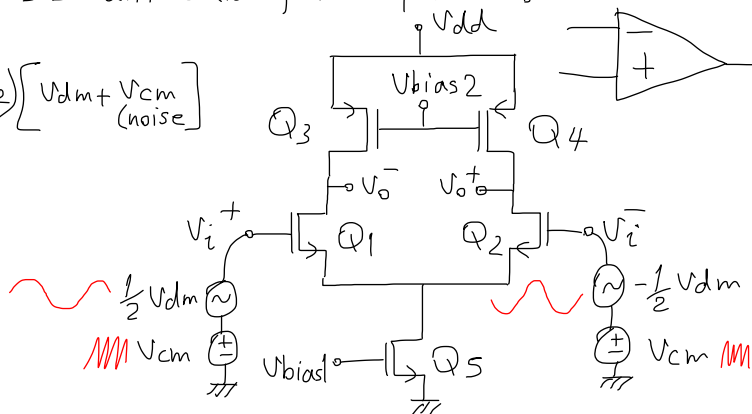 Vdd
[Vdm + Vcm
(noise]
Vbias2
Q3
Q4
Vo⁻
Vo⁺
Vi⁺
Q1
Q2
Vi⁻
½ Vdm
-½ Vdm
Vcm
Vbias1
Q5
Vcm
− 
+